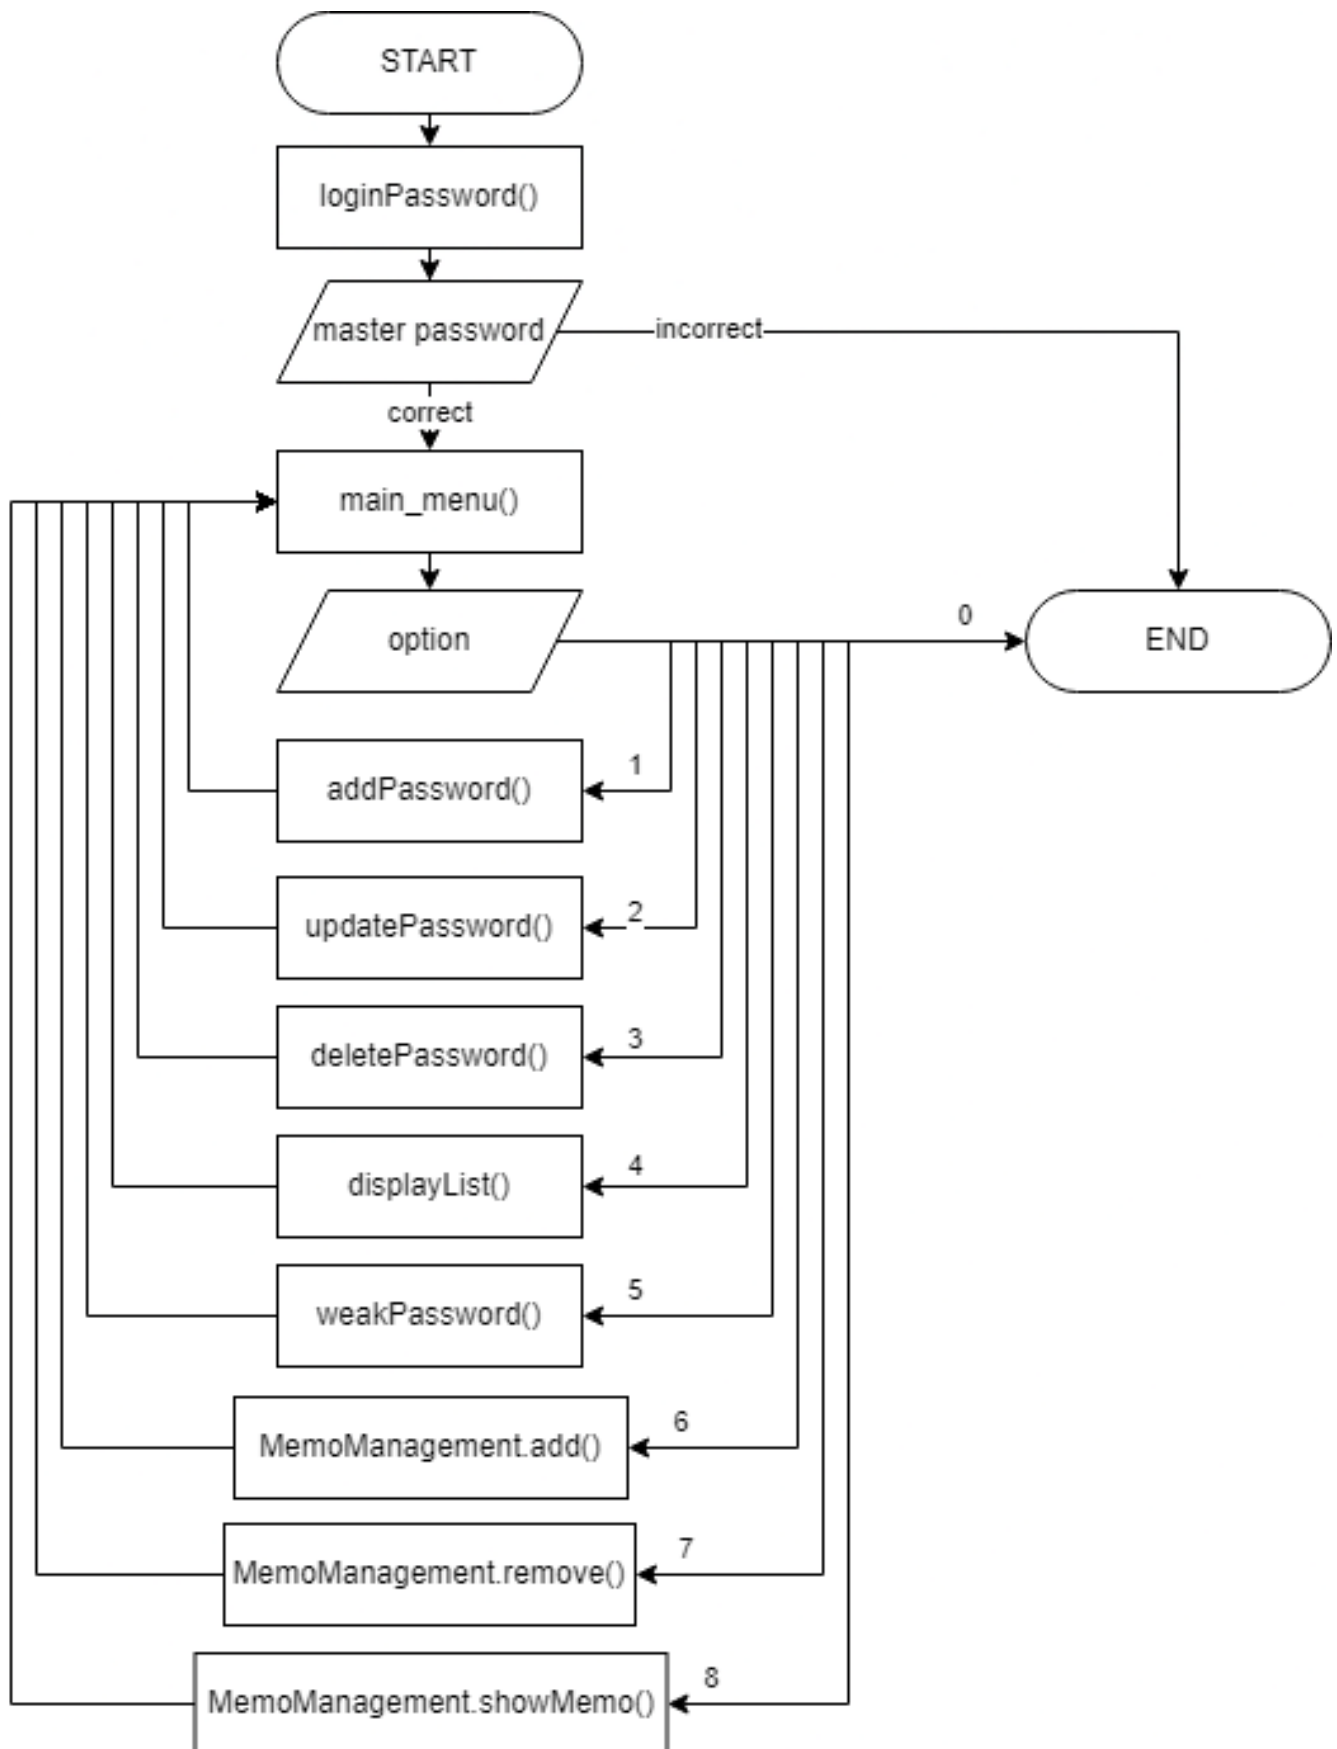 START
loginPassword()
master password
incorrect
correct
main_menu()
option
0
END
1
addPassword()
2
updatePassword()
3
deletePassword()
4
displayList()
5
weakPassword()
6
MemoManagement.add()
7
MemoManagement.remove()
8
MemoManagement.showMemo()